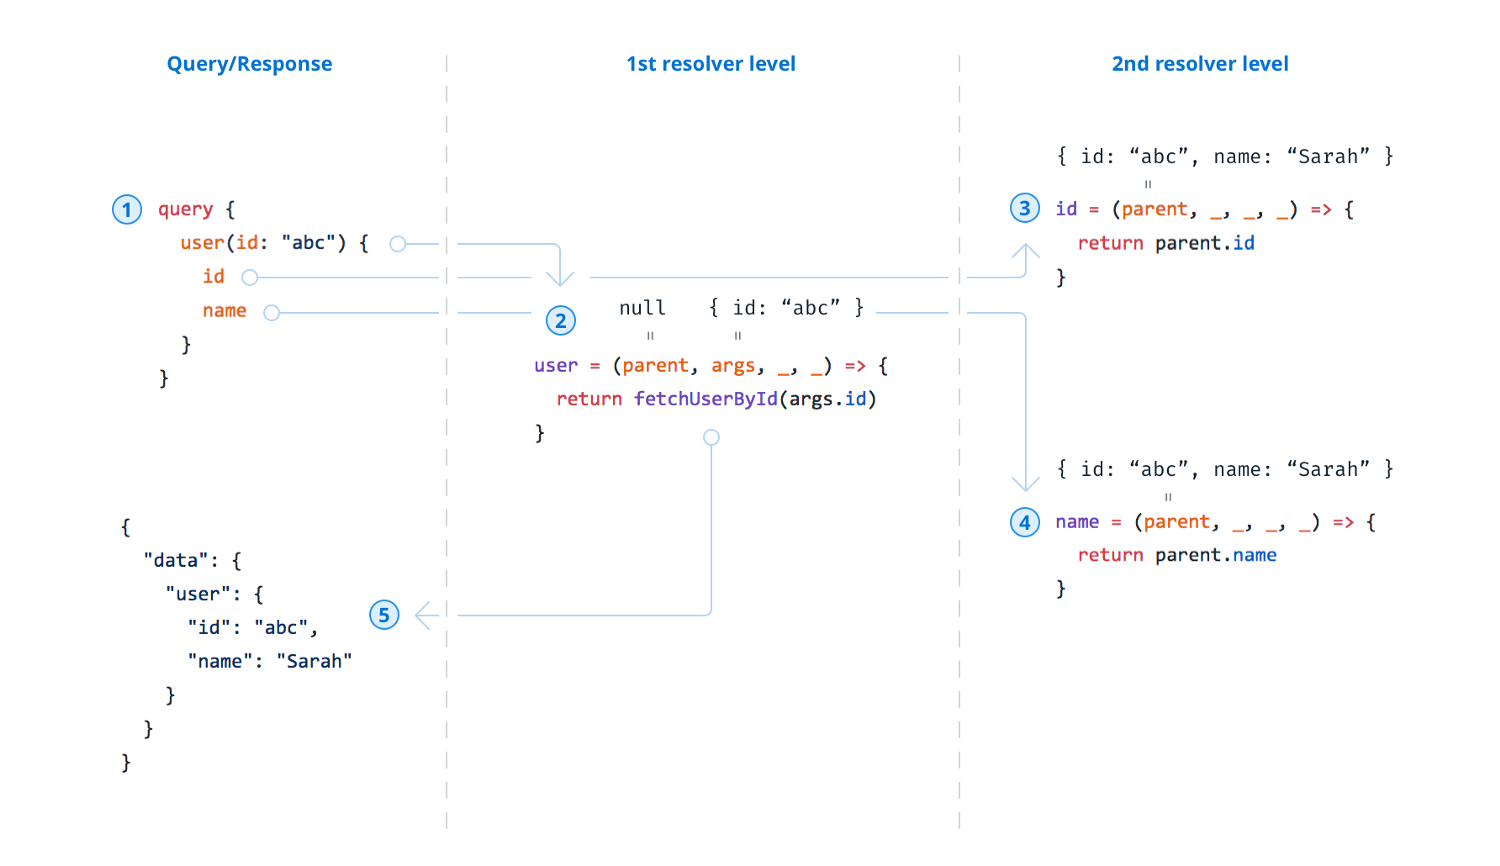 Query/Response
1st resolver level
2nd resolver level
1
query {
user(id: "abc") {
id
name
}
}
2
null { id: “abc” }
=
=
user = (parent, args, _, _) => {
return fetchUserById(args.id)
}
{ id: “abc”, name: “Sarah” }
=
3
id = (parent, _, _, _) => {
return parent.id
}
{ id: “abc”, name: “Sarah” }
=
4
name = (parent, _, _, _) => {
return parent.name
}
5
{
"data": {
"user": {
"id": "abc",
"name": "Sarah"
}
}
}